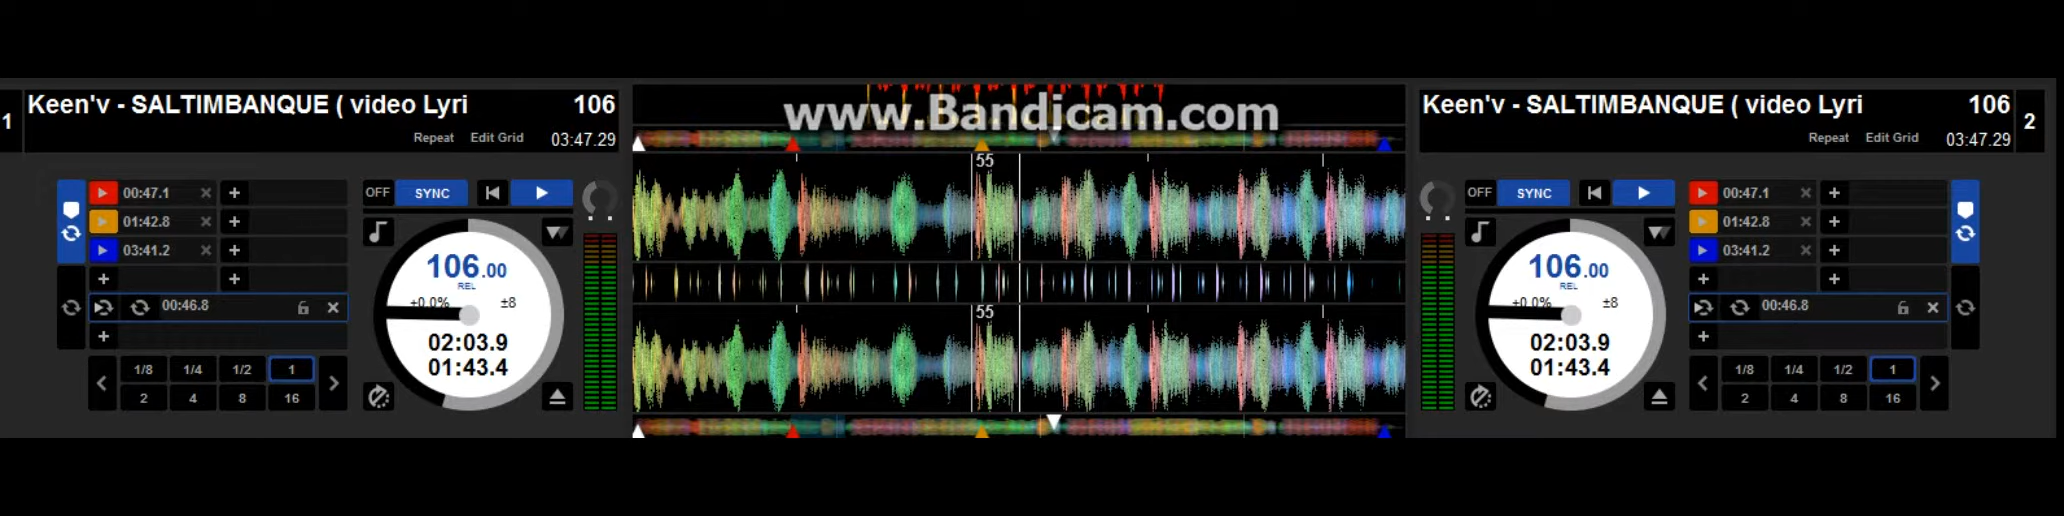 1
Keen'v - SALTIMBANQUE ( video Lyri 106
Repeat Edit Grid 03:47.29
00:47.1
01:42.8
03:41.2
00:46.8
1/8 1/4 1/2 1
2 4 8 16
OFF SYNC
106.00
REL
±0.0% ±8
02:03.9
01:43.4
www.Bandicam.com
55
55
Keen'v - SALTIMBANQUE ( video Lyri 106
2
Repeat Edit Grid 03:47.29
OFF SYNC
106.00
REL
±0.0% ±8
02:03.9
01:43.4
00:47.1
01:42.8
03:41.2
00:46.8
1/8 1/4 1/2 1
2 4 8 16